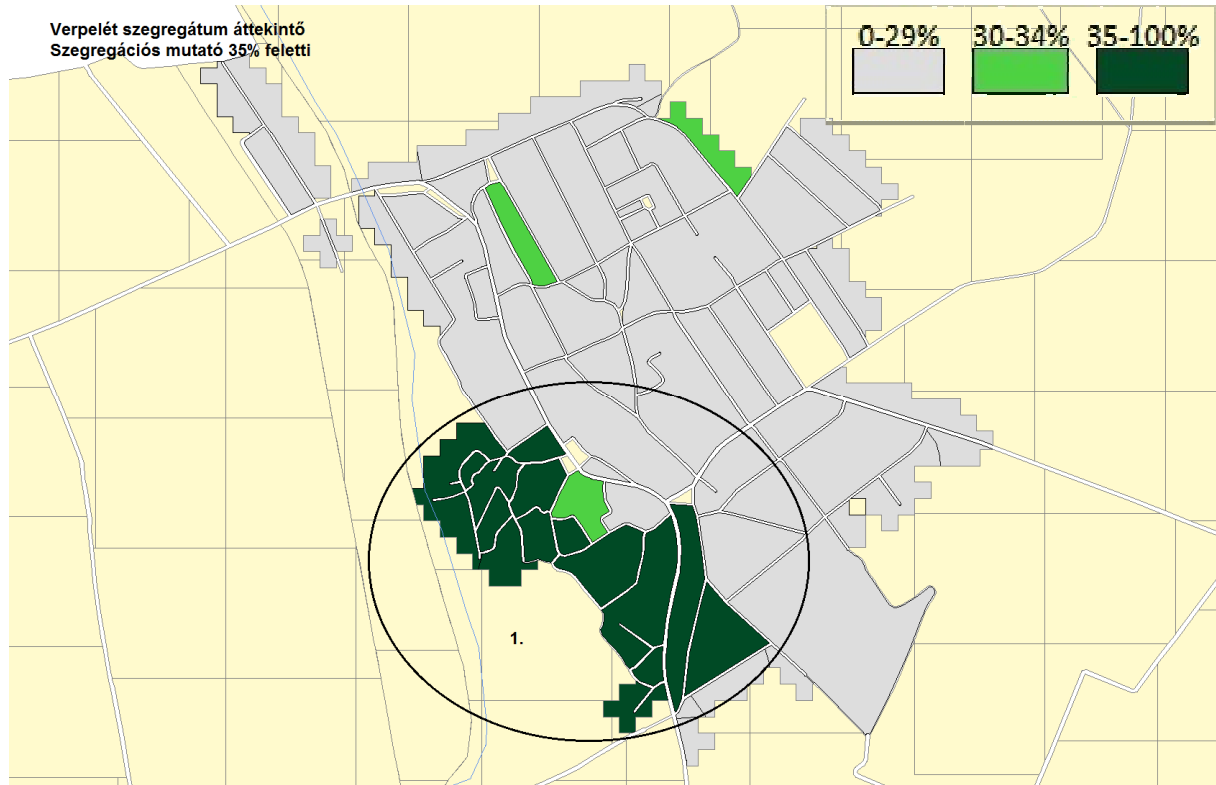 Verpelét szegregátum áttekintő
Szegregációs mutató 35% feletti
0-29% 30-34% 35-100%
1.